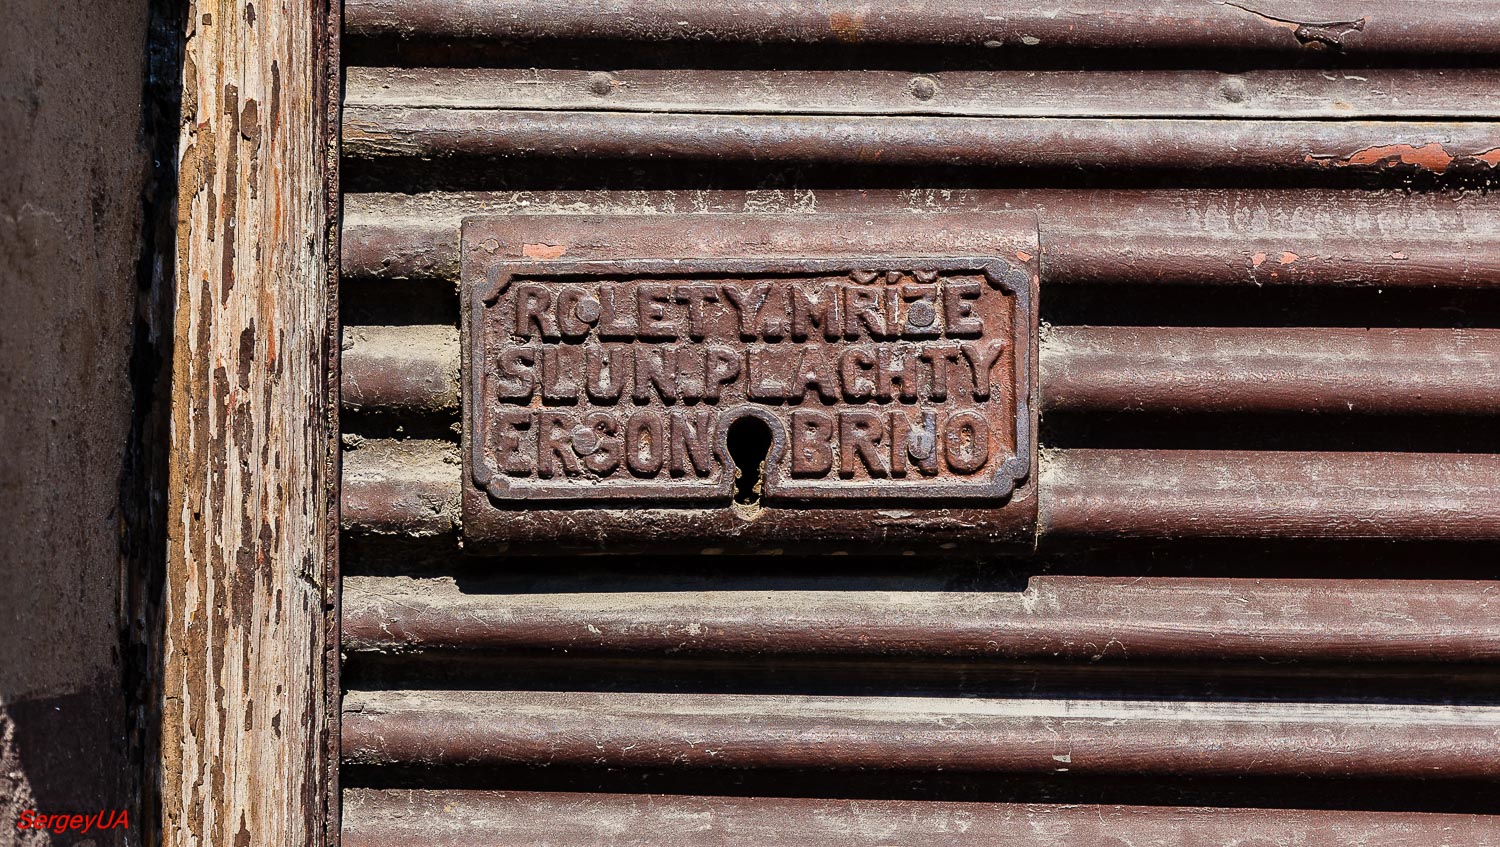 ROLETY.MŘÍŽE
SLUN.PLACHTY
ERSON BRNO
SergeyUA